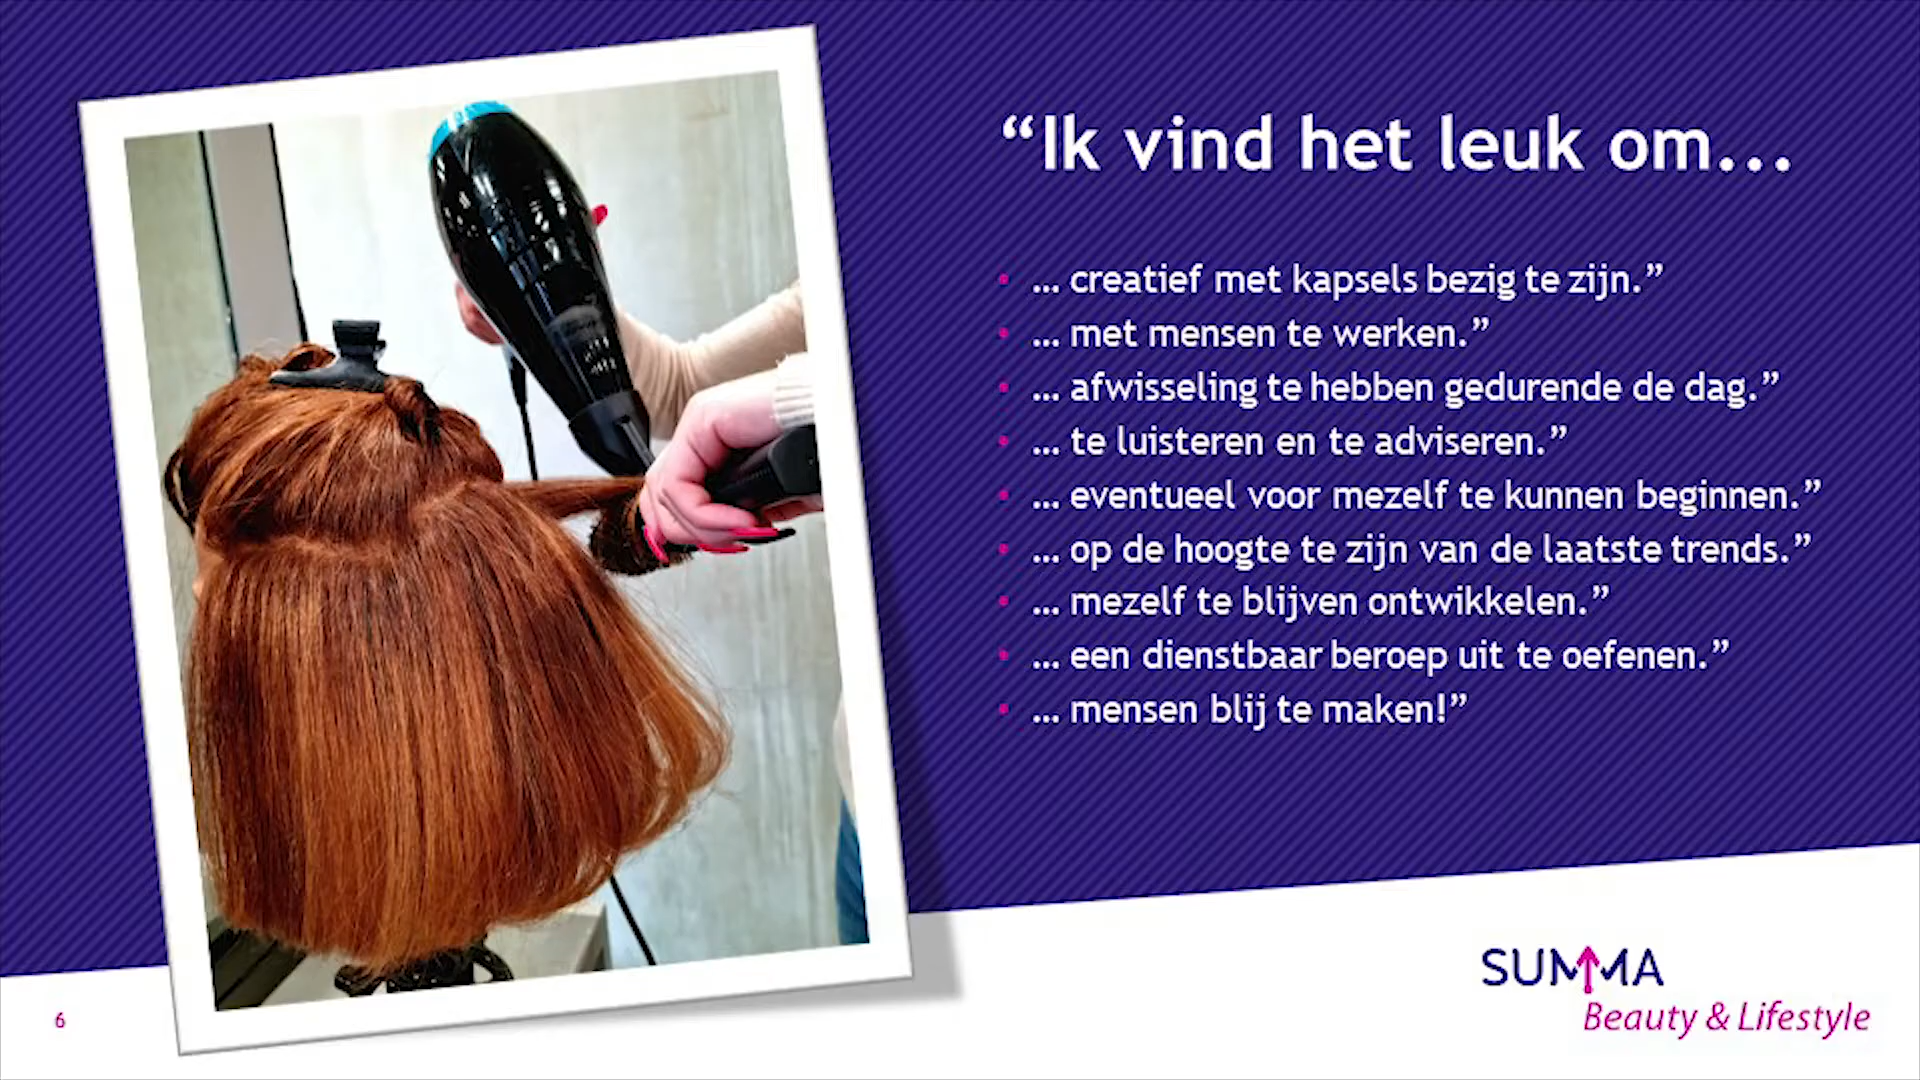 “Ik vind het leuk om...
• ... creatief met kapsels bezig te zijn.”
• ... met mensen te werken.”
• ... afwisseling te hebben gedurende de dag.”
• ... te luisteren en te adviseren.”
• ... eventueel voor mezelf te kunnen beginnen.”
• ... op de hoogte te zijn van de laatste trends.”
• ... mezelf te blijven ontwikkelen.”
• ... een dienstbaar beroep uit te oefenen.”
• ... mensen blij te maken!”
SUMMA
Beauty & Lifestyle
6